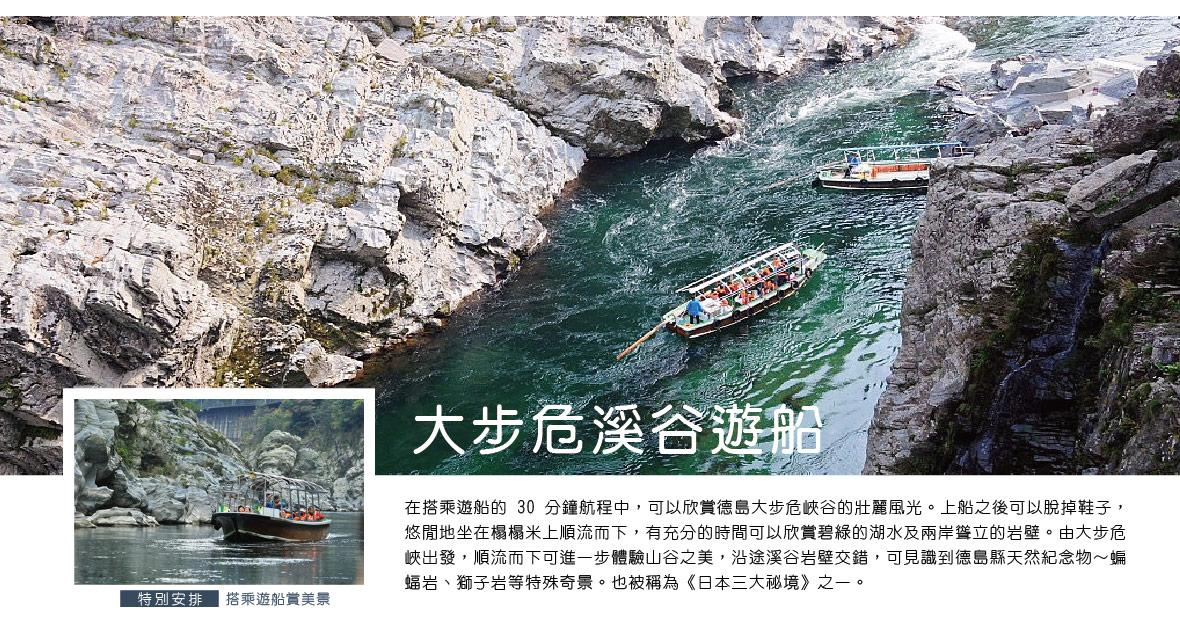 大步危溪谷遊船
在搭乘遊船的 30 分鐘航程中，可以欣賞德島大步危峽谷的壯麗風光。上船之後可以脫掉鞋子，
悠閒地坐在榻榻米上順流而下，有充分的時間可以欣賞碧綠的湖水及兩岸聳立的岩壁。由大步危
峽出發，順流而下可進一步體驗山谷之美，沿途溪谷岩壁交錯，可見識到德島縣天然紀念物～蝙
蝠岩、獅子岩等特殊奇景。也被稱為《日本三大祕境》之一。
特別安排 搭乘遊船賞美景